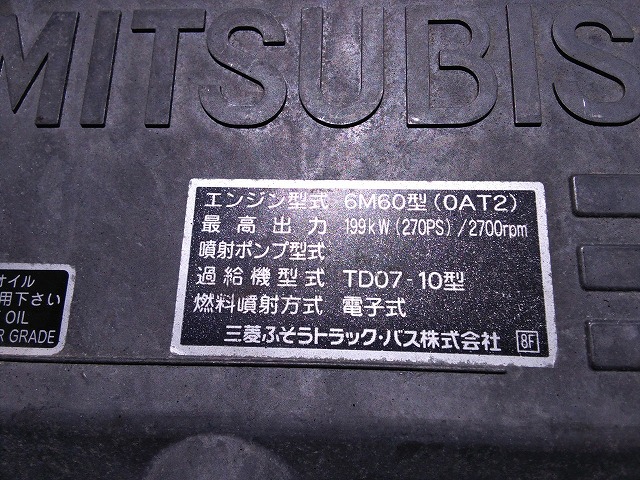 MITSUBIS
エンジン型式 6M60型(0AT2)
最高出力 199kW(270PS)/2700rpm
噴射ポンプ型式
過給機型式 TD07-10型
燃料噴射方式 電子式
三菱ふそうトラック・バス株式会社 8F
オイル
用下さい
OIL
R GRADE